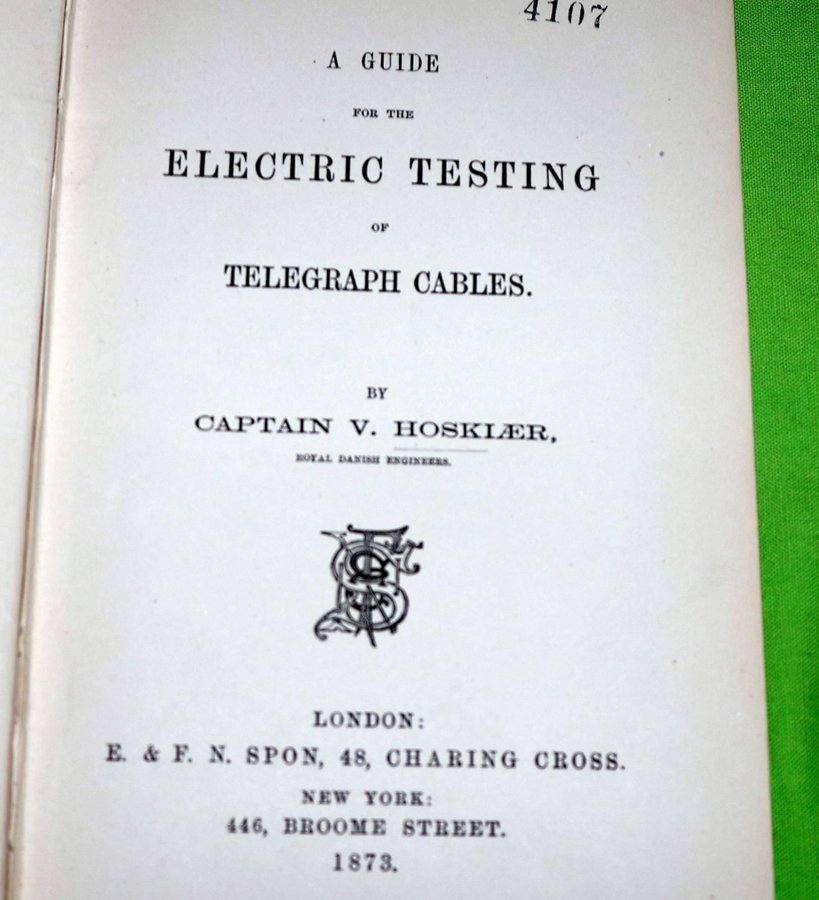 4107
A GUIDE
FOR THE
ELECTRIC TESTING
OF
TELEGRAPH CABLES.
BY
CAPTAIN V. HOSKIÆR,
ROYAL DANISH ENGINEERS.
LONDON:
E. & F. N. SPON, 48, CHARING CROSS.
NEW YORK:
446, BROOME STREET.
1873.